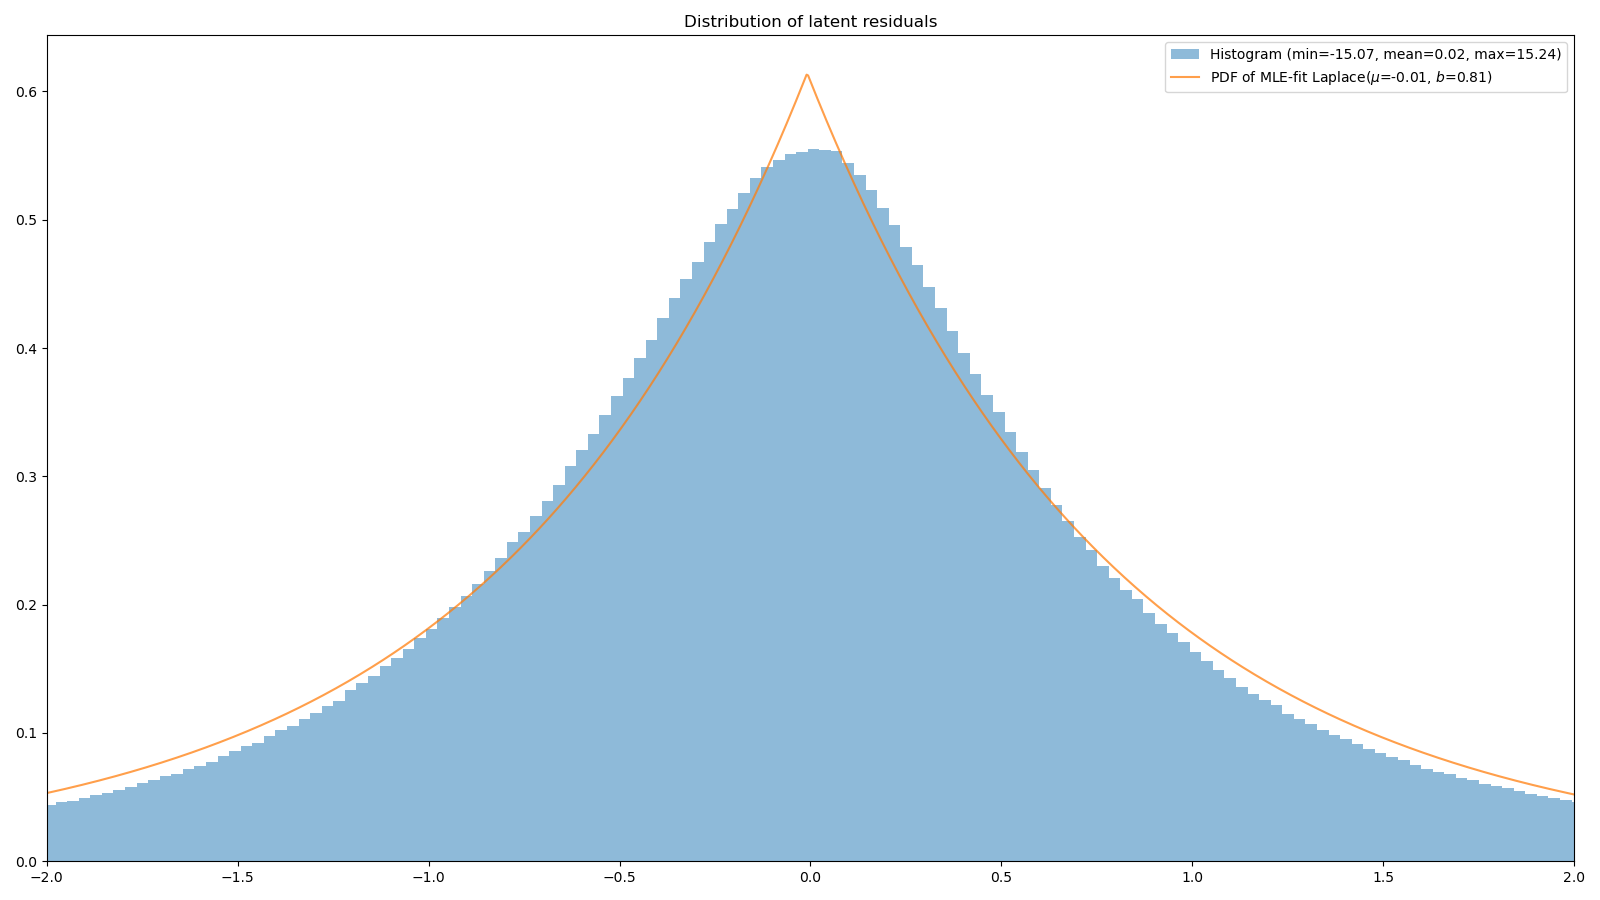 Distribution of latent residuals
Histogram (min=-15.07, mean=0.02, max=15.24)
PDF of MLE-fit Laplace(μ=-0.01, b=0.81)
0.6
0.5
0.4
0.3
0.2
0.1
0.0
−2.0 −1.5 −1.0 −0.5 0.0 0.5 1.0 1.5 2.0